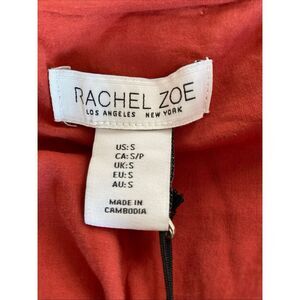 RACHEL ZOE
LOS ANGELES NEW YORK
US: S
CA: S/P
UK: S
EU: S
AU: S
MADE IN
CAMBODIA